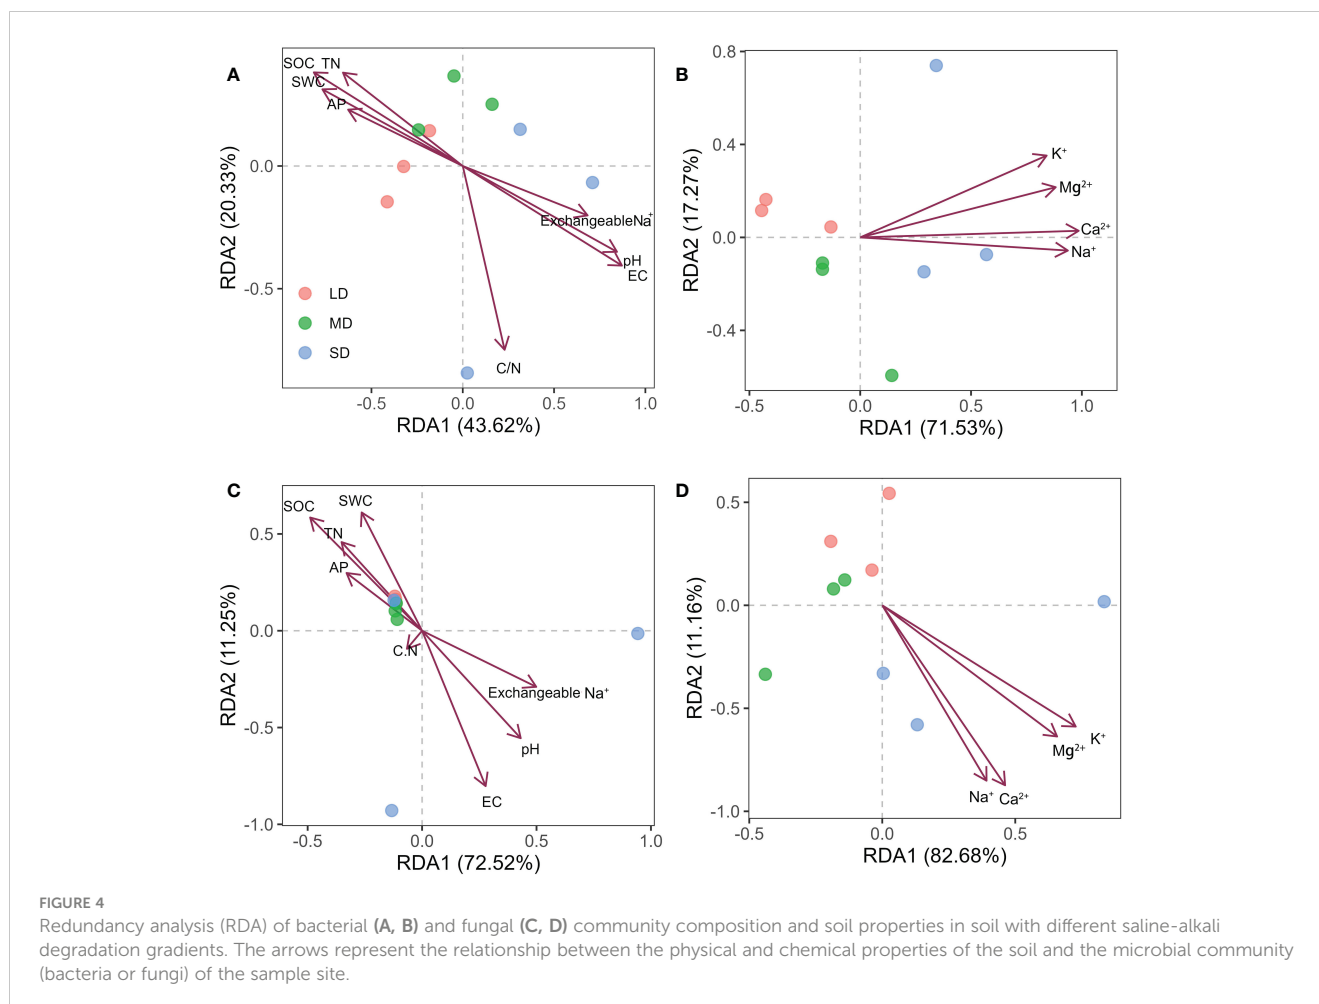 A
SOC TN
SWC
AP
ExchangeableNa⁺
pH
EC
C/N
LD
MD
SD
0.0
-0.5
-0.5 0.0 0.5 1.0
RDA1 (43.62%)
RDA2 (20.33%)
B
0.8
0.4
0.0
-0.4
K⁺
Mg²⁺
Ca²⁺
Na⁺
-0.5 0.0 0.5 1.0
RDA1 (71.53%)
RDA2 (17.27%)
C
SOC SWC
TN
AP
C.N
Exchangeable Na⁺
pH
EC
0.5
0.0
-0.5
-1.0
-0.5 0.0 0.5 1.0
RDA1 (72.52%)
RDA2 (11.25%)
D
0.5
0.0
-0.5
-1.0
K⁺
Mg²⁺
Na⁺ Ca²⁺
-0.5 0.0 0.5
RDA1 (82.68%)
RDA2 (11.16%)
FIGURE 4
Redundancy analysis (RDA) of bacterial (A, B) and fungal (C, D) community composition and soil properties in soil with different saline-alkali
degradation gradients. The arrows represent the relationship between the physical and chemical properties of the soil and the microbial community
(bacteria or fungi) of the sample site.